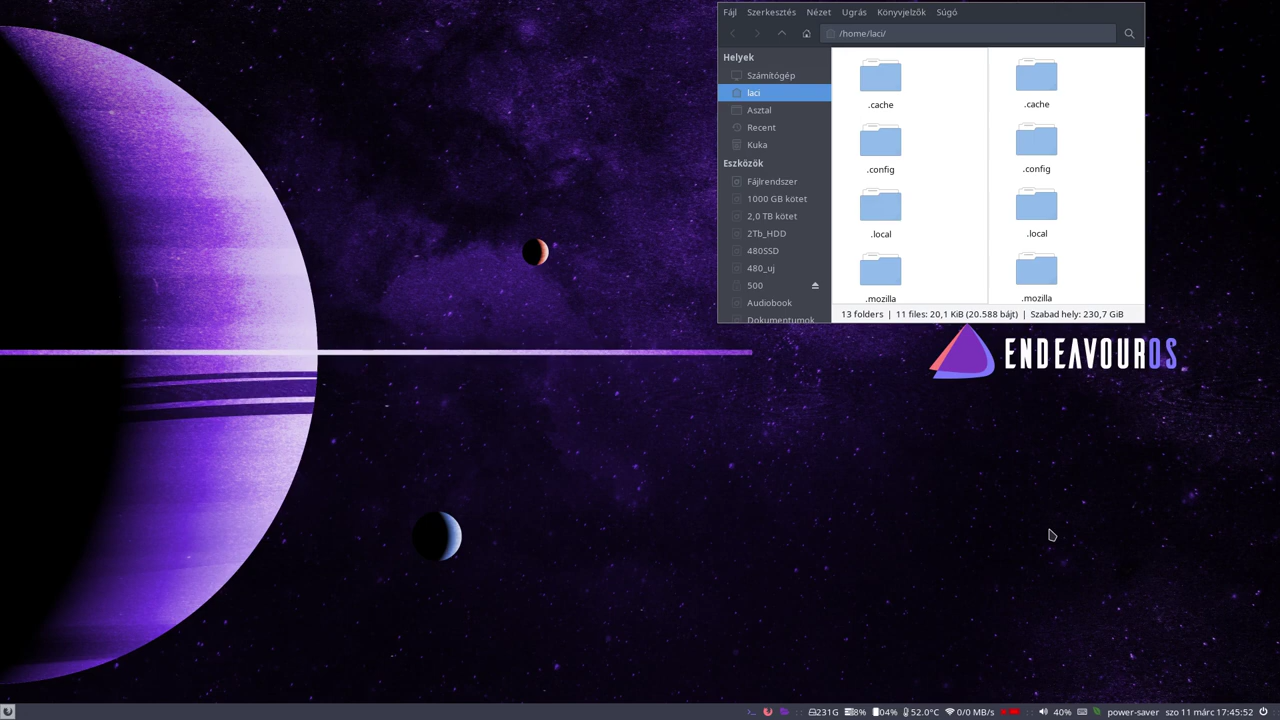 Fájl Szerkesztés Nézet Ugrás Könyvjelzők Súgó
/home/laci/
Helyek
Számítógép
laci
Asztal
Recent
Kuka
Eszközök
Fájlrendszer
1000 GB kötet
2,0 TB kötet
2Tb_HDD
480SSD
480_uj
500
Audiobook
Dokumentumok
.cache .cache
.config .config
.local .local
.mozilla .mozilla
13 folders | 11 files: 20,1 KiB (20.588 bájt) | Szabad hely: 230,7 GiB
ENDEAVOUROS
231G 8% 04% 52.0°C 0/0 MB/s 40% power-saver szo 11 márc 17:45:52